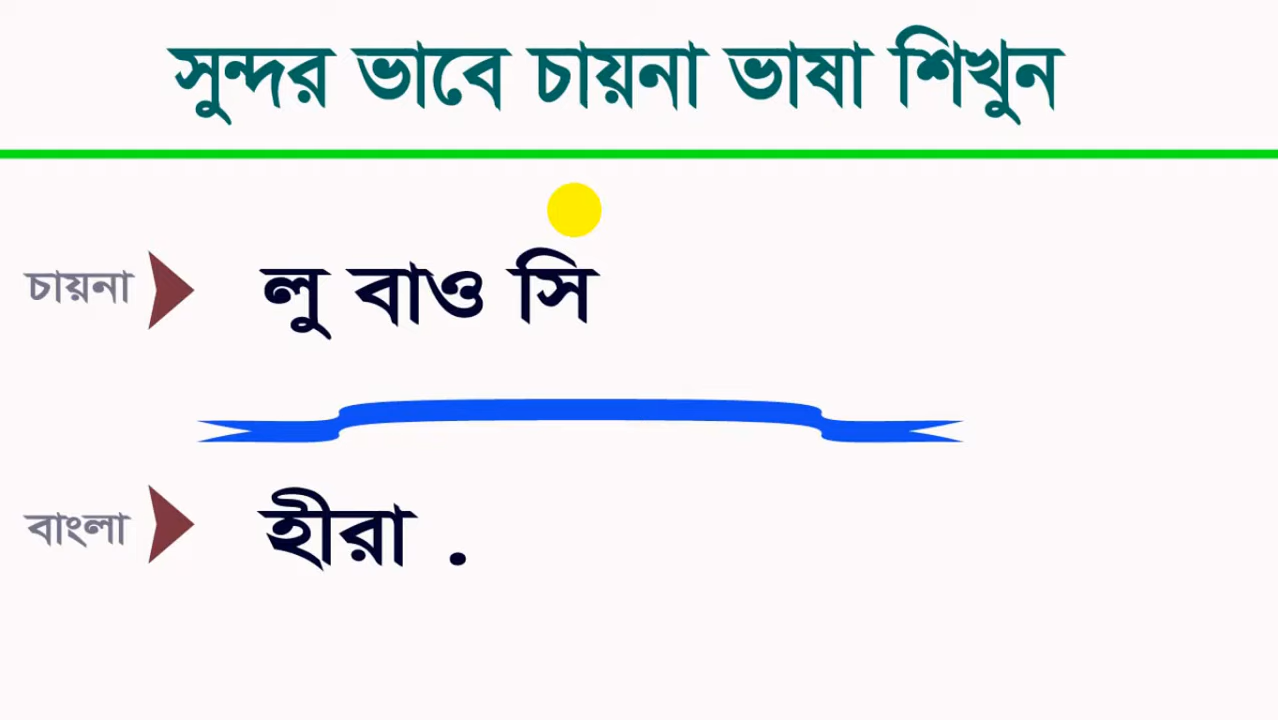 সুন্দর ভাবে চায়না ভাষা শিখুন
চায়না লু বাও সি
বাংলা হীরা .